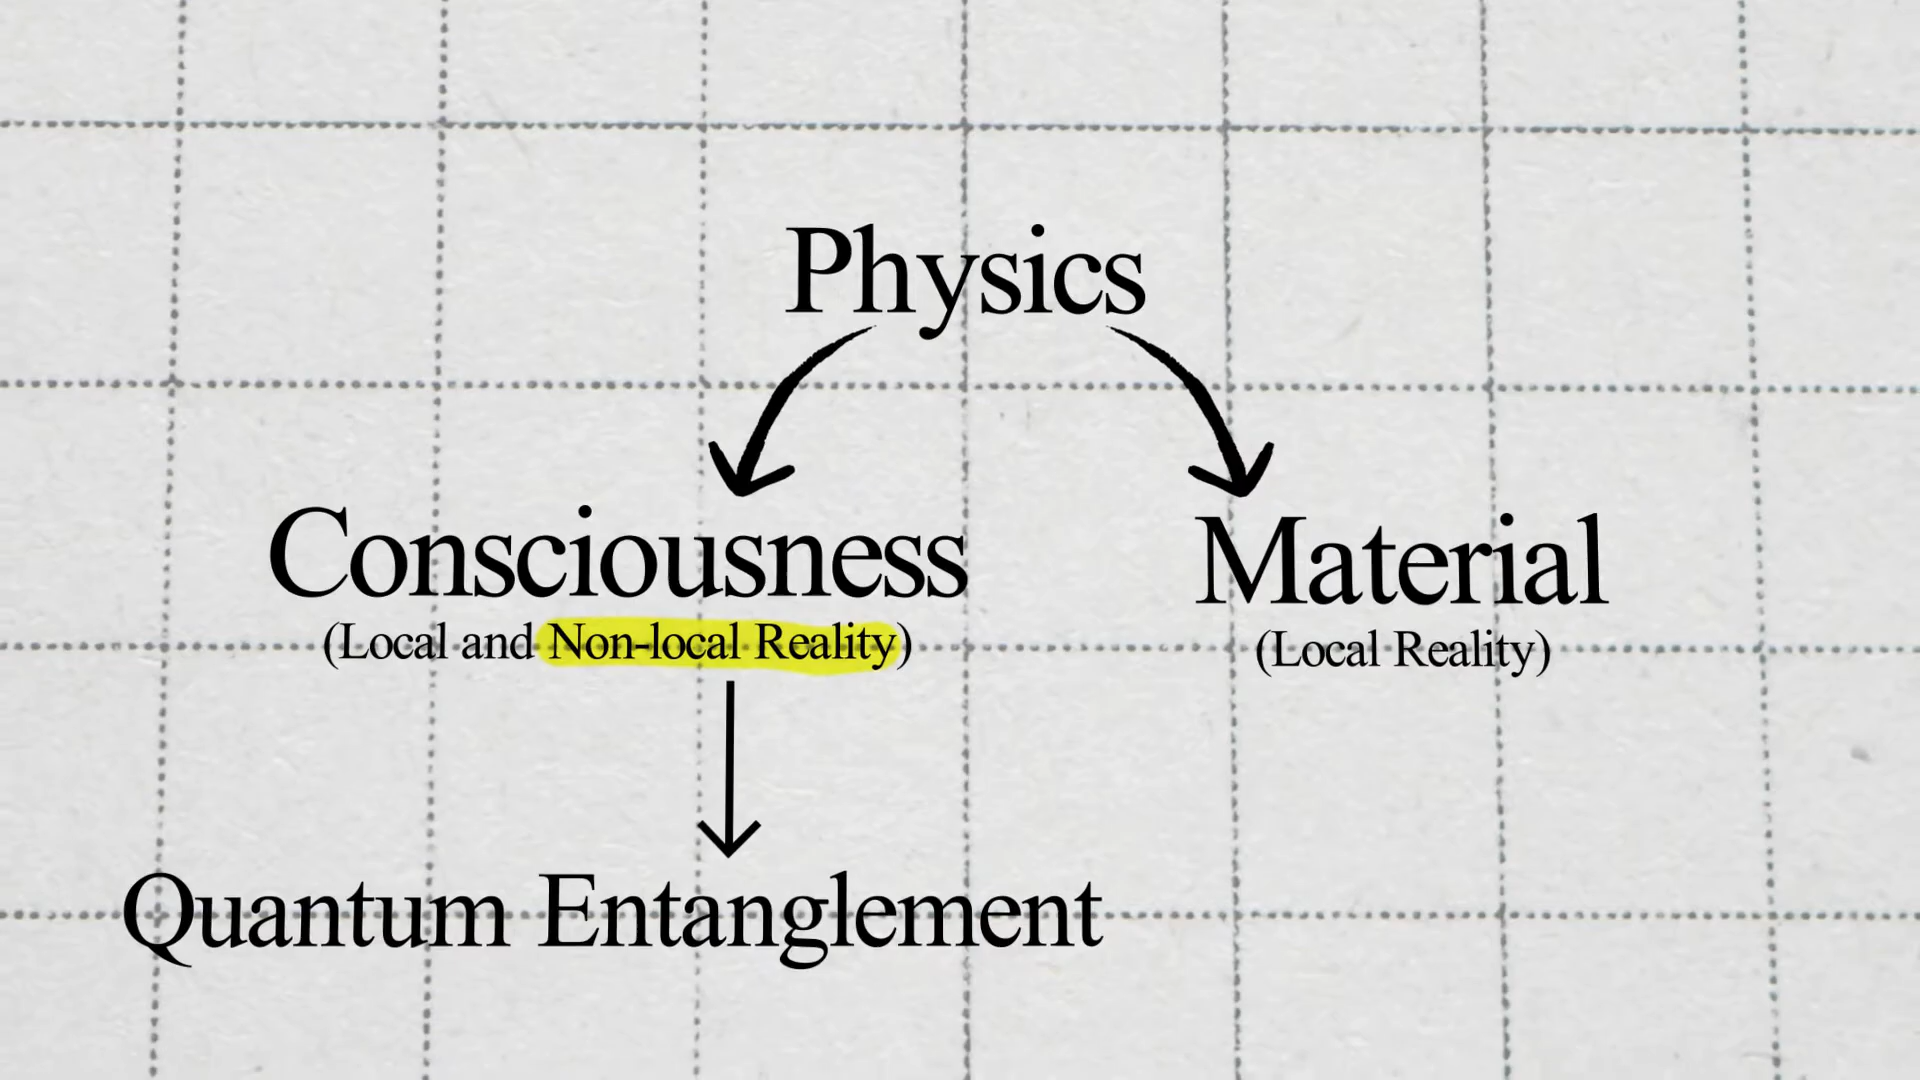 Physics
Consciousness
(Local and Non-local Reality)
Material
(Local Reality)
Quantum Entanglement